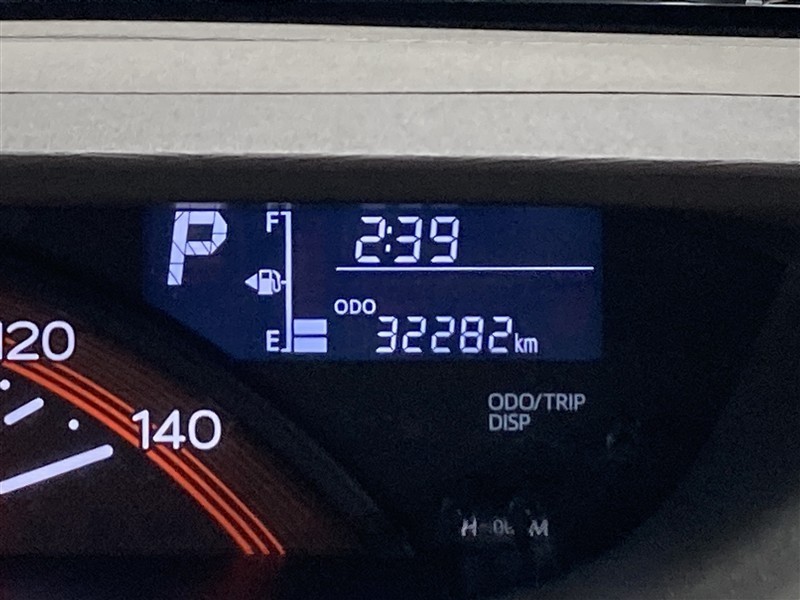 P
F
2:39
ODO
E
32282km
120
140
ODO/TRIP
DISP
H
M